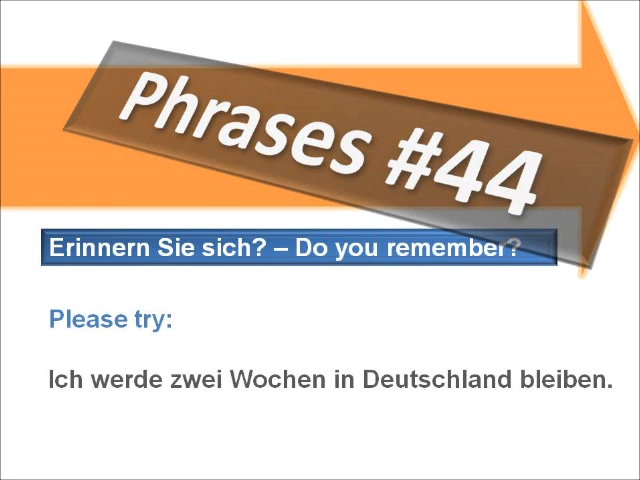 Phrases #44
Erinnern Sie sich? – Do you remember?
Please try:
Ich werde zwei Wochen in Deutschland bleiben.